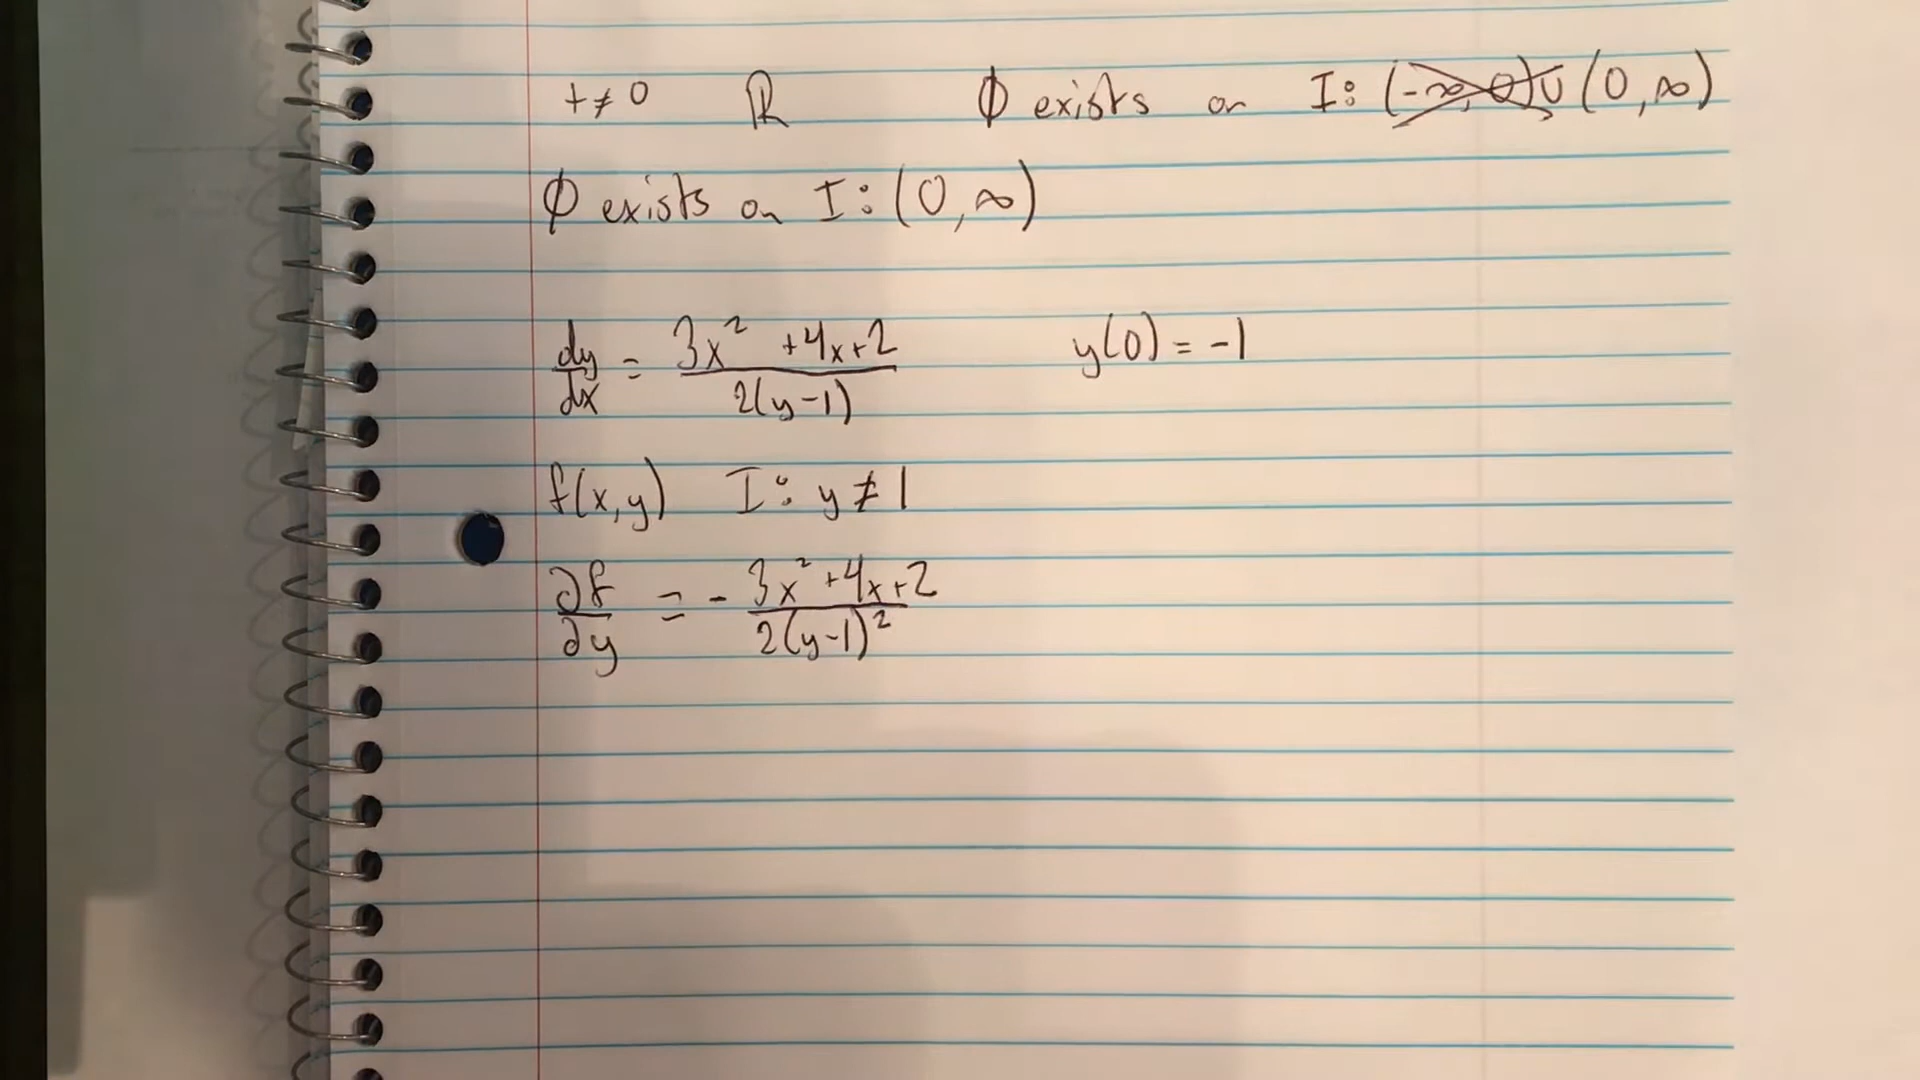 t ≠ 0 ℝ ϕ exists on I: (-∞, 0) ∪ (0, ∞)
ϕ exists on I: (0, ∞)
dy/dx = (3x² + 4x + 2) / (2(y-1)) y(0) = -1
f(x,y) I: y ≠ 1
∂f/∂y = - (3x² + 4x + 2) / (2(y-1)²)